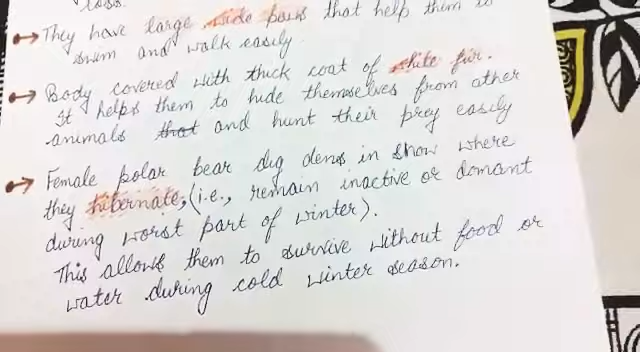 loss.
They have large wide paws that help them to
swim and walk easily
Body covered with thick coat of white fur.
It helps them to hide themselves from other
animals that and hunt their prey easily
Female polar bear dig dens in snow where
they hibernate, (i.e., remain inactive or domant
during worst part of winter).
This allows them to survive without food or
water during cold winter season.